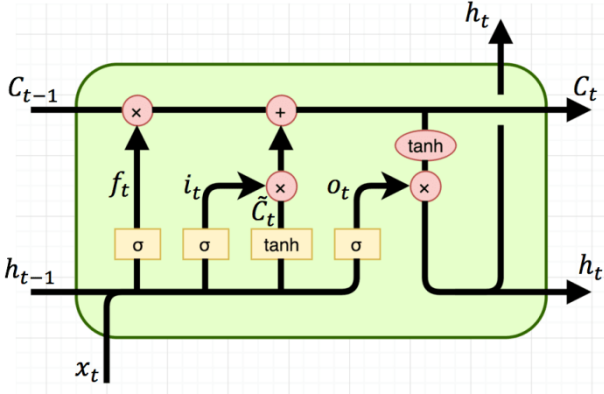 h_t
C_{t-1}
C_t
×
+
tanh
f_t
i_t
×
o_t
×
C̃_t
σ
σ
tanh
σ
h_{t-1}
h_t
x_t